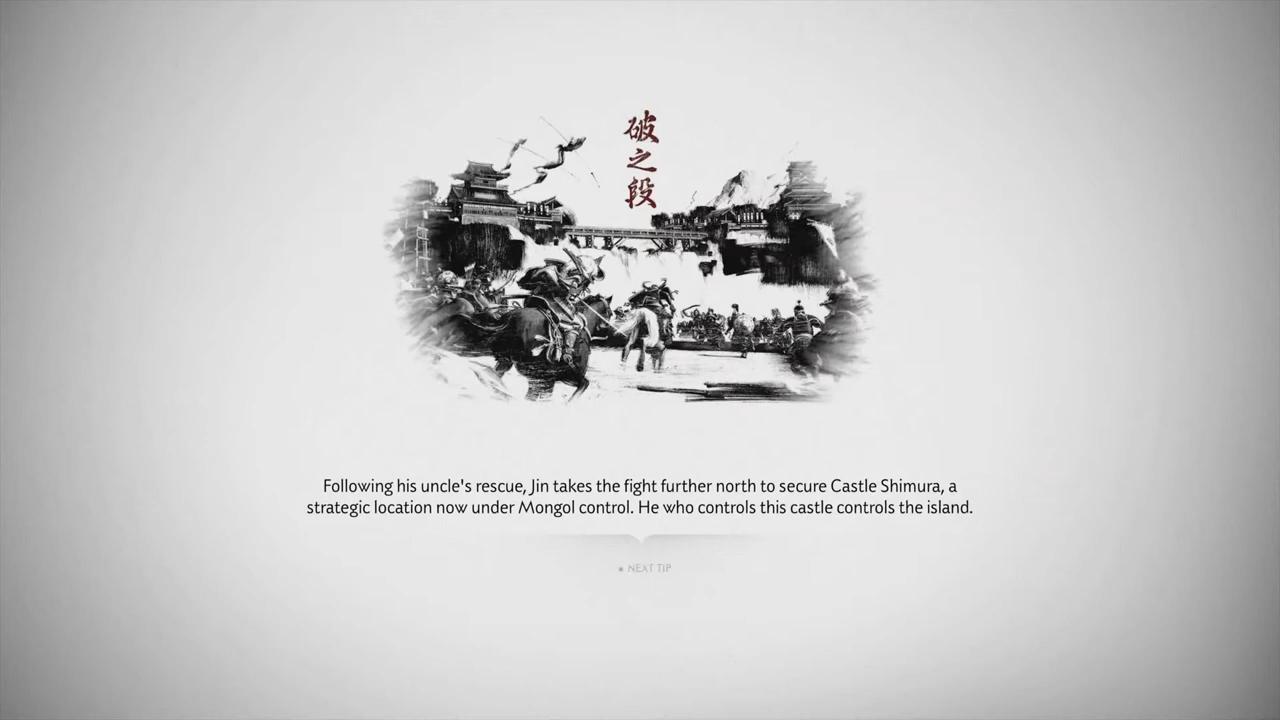 破之段
Following his uncle's rescue, Jin takes the fight further north to secure Castle Shimura, a
strategic location now under Mongol control. He who controls this castle controls the island.
NEXT TIP